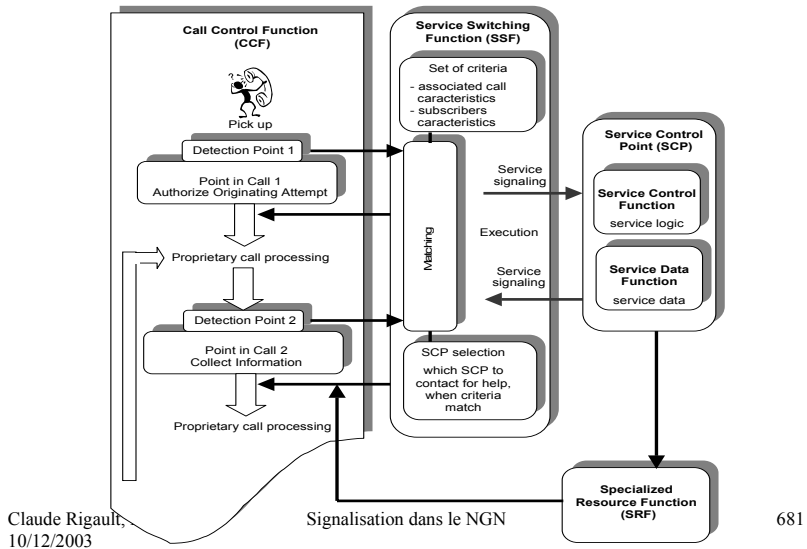 Call Control Function
(CCF)
Pick up
Detection Point 1
Point in Call 1
Authorize Originating Attempt
Proprietary call processing
Detection Point 2
Point in Call 2
Collect Information
Proprietary call processing
Service Switching
Function (SSF)
Set of criteria
- associated call
caracteristics
- subscribers
caracteristics
Matching
SCP selection
which SCP to
contact for help,
when criteria
match
Service
signaling
Execution
Service
signaling
Service Control
Point (SCP)
Service Control
Function
service logic
Service Data
Function
service data
Specialized
Resource Function
(SRF)
Claude Rigault,
10/12/2003
Signalisation dans le NGN
681